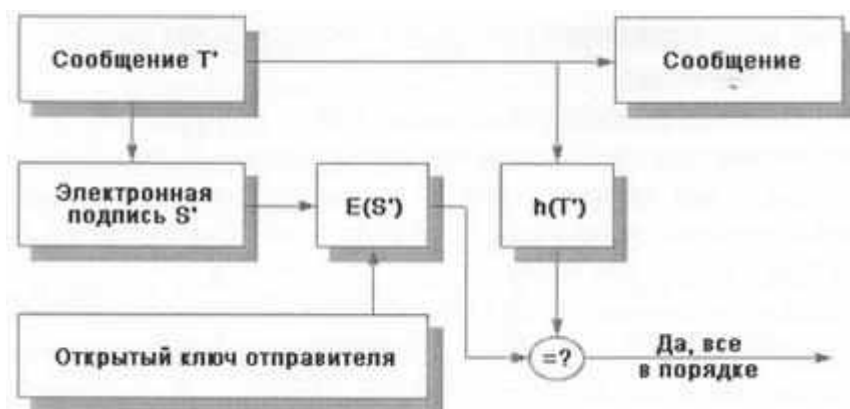 Сообщение T'
Сообщение
Электронная
подпись S'
E(S')
h(T')
Открытый ключ отправителя
=?
Да, все
в порядке